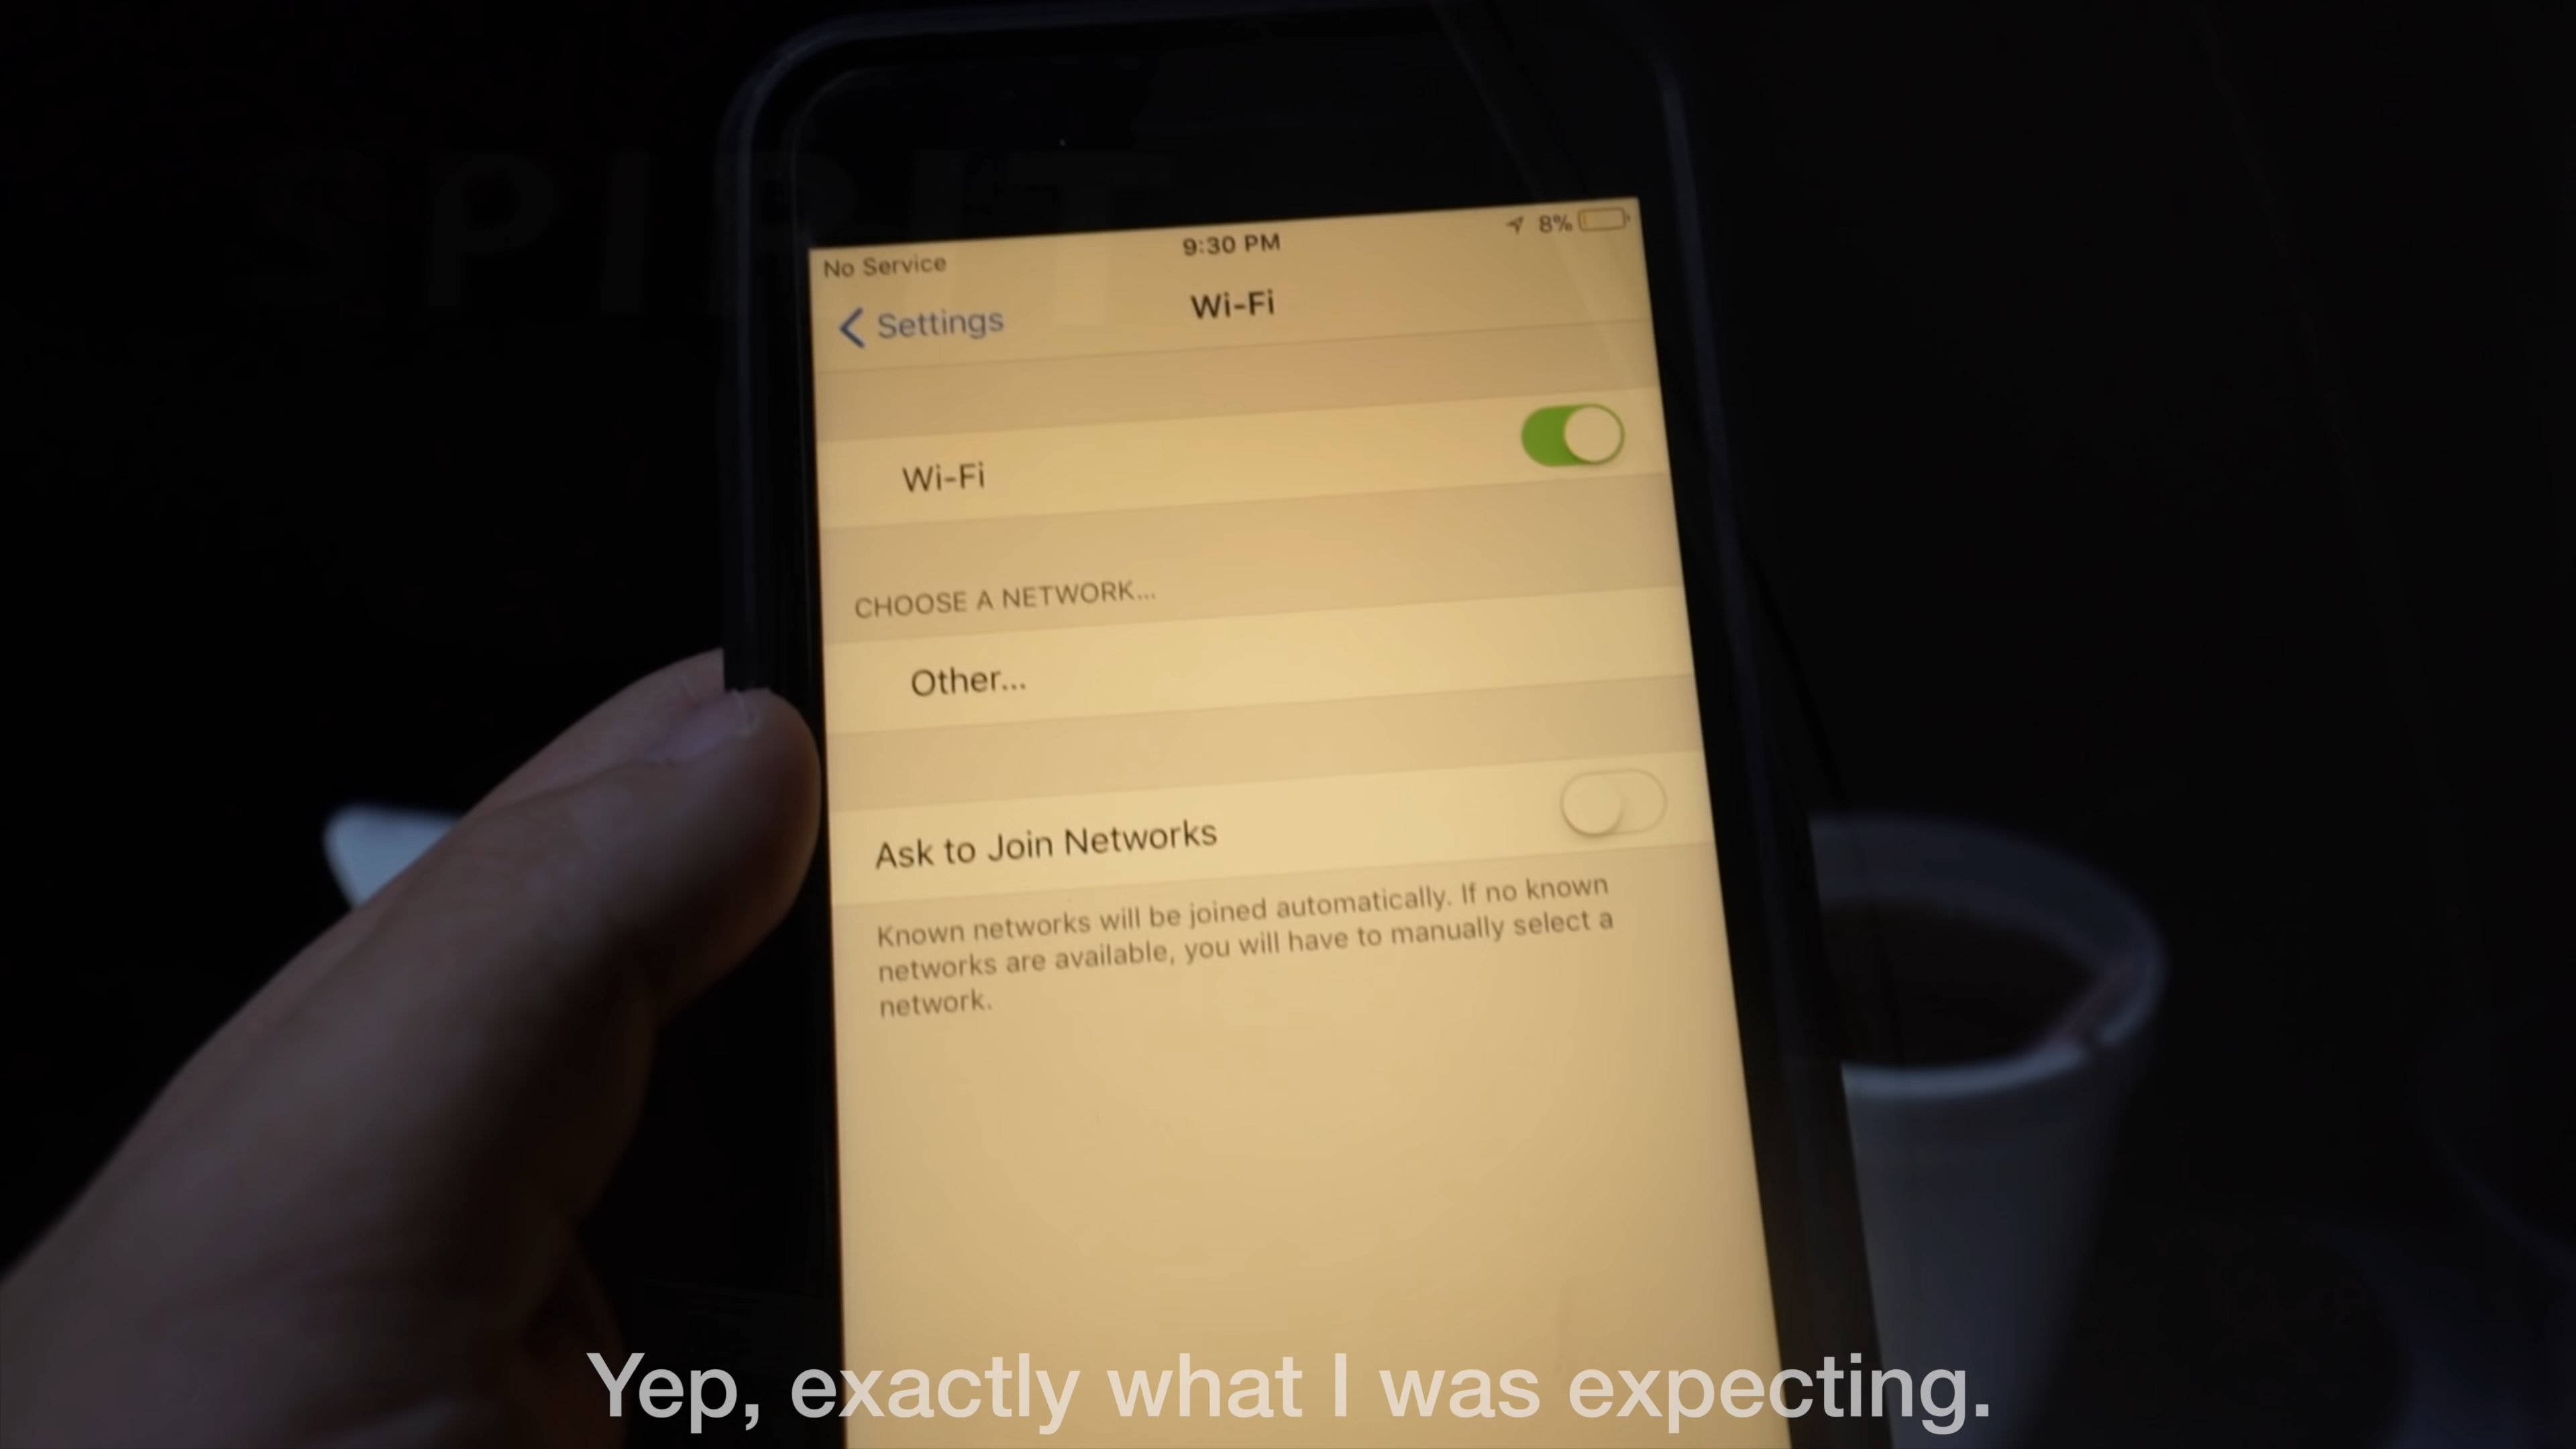 SPIRIT
No Service
9:30 PM
8%
Settings
Wi-Fi
Wi-Fi
CHOOSE A NETWORK...
Other...
Ask to Join Networks
Known networks will be joined automatically. If no known
networks are available, you will have to manually select a
network.
Yep, exactly what I was expecting.